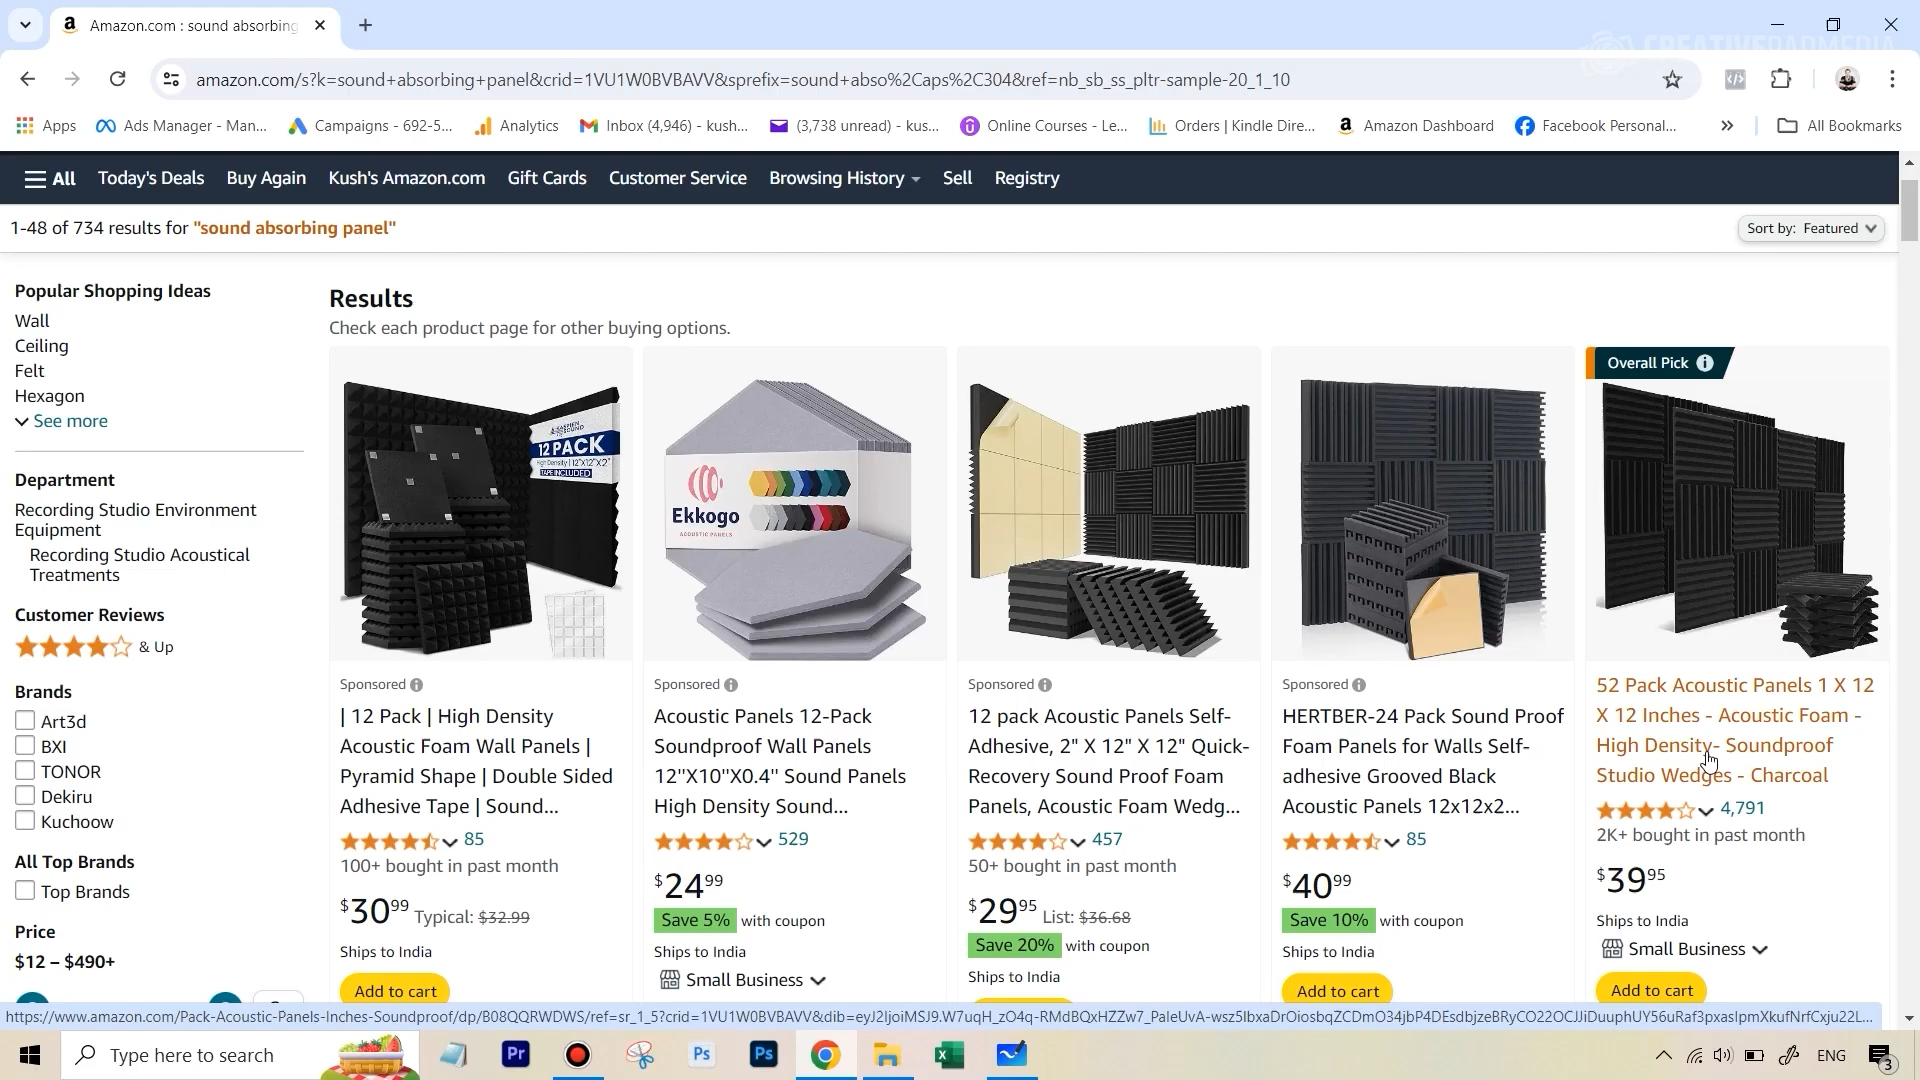 Amazon.com : sound absorbing
CREATIVEPADMEDIA
amazon.com/s?k=sound+absorbing+panel&crid=1VU1W0BVBAVV&sprefix=sound+abso%2Caps%2C304&ref=nb_sb_ss_pltr-sample-20_1_10
Apps
Ads Manager - Man...
Campaigns - 692-5...
Analytics
Inbox (4,946) - kush...
(3,738 unread) - kus...
Online Courses - Le...
Orders | Kindle Dire...
Amazon Dashboard
Facebook Personal...
All Bookmarks
All
Today's Deals
Buy Again
Kush's Amazon.com
Gift Cards
Customer Service
Browsing History
Sell
Registry
1-48 of 734 results for "sound absorbing panel"
Sort by: Featured
Popular Shopping Ideas
Wall
Ceiling
Felt
Hexagon
See more
Department
Recording Studio Environment
Equipment
Recording Studio Acoustical
Treatments
Customer Reviews
& Up
Brands
Art3d
BXI
TONOR
Dekiru
Kuchoow
All Top Brands
Top Brands
Price
$12 – $490+
Results
Check each product page for other buying options.
12 PACK
High Density | 12"X12"X2"
TAPE INCLUDED
Sponsored
| 12 Pack | High Density
Acoustic Foam Wall Panels |
Pyramid Shape | Double Sided
Adhesive Tape | Sound...
85
100+ bought in past month
$30.99 Typical: $32.99
Ships to India
Add to cart
Ekkogo
ACOUSTIC PANELS
Sponsored
Acoustic Panels 12-Pack
Soundproof Wall Panels
12''X10''X0.4'' Sound Panels
High Density Sound...
529
$24.99
Save 5% with coupon
Ships to India
Small Business
Sponsored
12 pack Acoustic Panels Self-
Adhesive, 2" X 12" X 12" Quick-
Recovery Sound Proof Foam
Panels, Acoustic Foam Wedg...
457
50+ bought in past month
$29.95 List: $36.68
Save 20% with coupon
Ships to India
Sponsored
HERTBER-24 Pack Sound Proof
Foam Panels for Walls Self-
adhesive Grooved Black
Acoustic Panels 12x12x2...
85
$40.99
Save 10% with coupon
Ships to India
Add to cart
Overall Pick
52 Pack Acoustic Panels 1 X 12
X 12 Inches - Acoustic Foam -
High Density- Soundproof
Studio Wedges - Charcoal
4,791
2K+ bought in past month
$39.95
Ships to India
Small Business
Add to cart
Type here to search
Pr
Ps
Ps
ENG
3